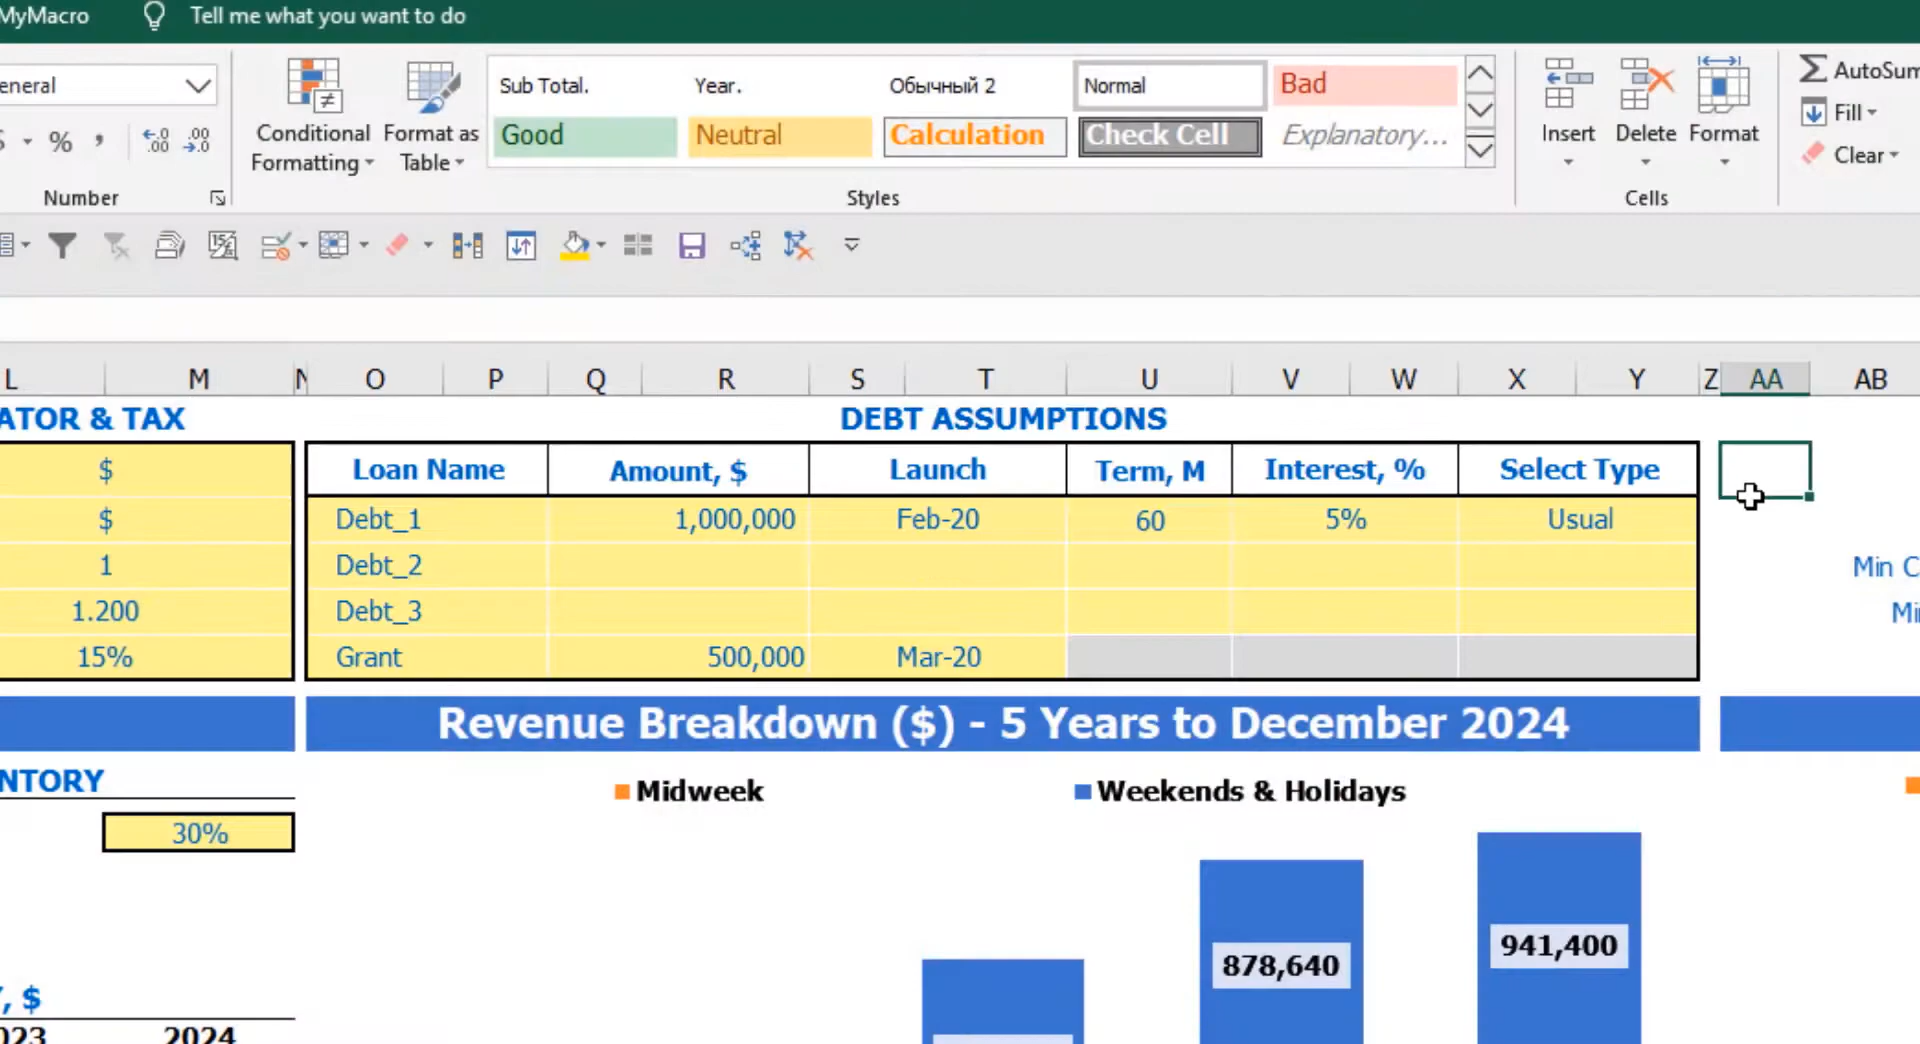 MyMacro Tell me what you want to do
eneral
% ,
Number
Conditional Formatting
Format as Table
Sub Total. Year. Обычный 2 Normal Bad
Good Neutral Calculation Check Cell Explanatory...
Styles
Insert Delete Format
Cells
AutoSum
Fill
Clear
L M N O P Q R S T U V W X Y Z AA AB
ATOR & TAX DEBT ASSUMPTIONS
$ Loan Name Amount, $ Launch Term, M Interest, % Select Type
$ Debt_1 1,000,000 Feb-20 60 5% Usual
1 Debt_2 Min C
1.200 Debt_3 Mi
15% Grant 500,000 Mar-20
Revenue Breakdown ($) - 5 Years to December 2024
NTORY
Midweek Weekends & Holidays
30%
941,400
878,640
, $
023 2024